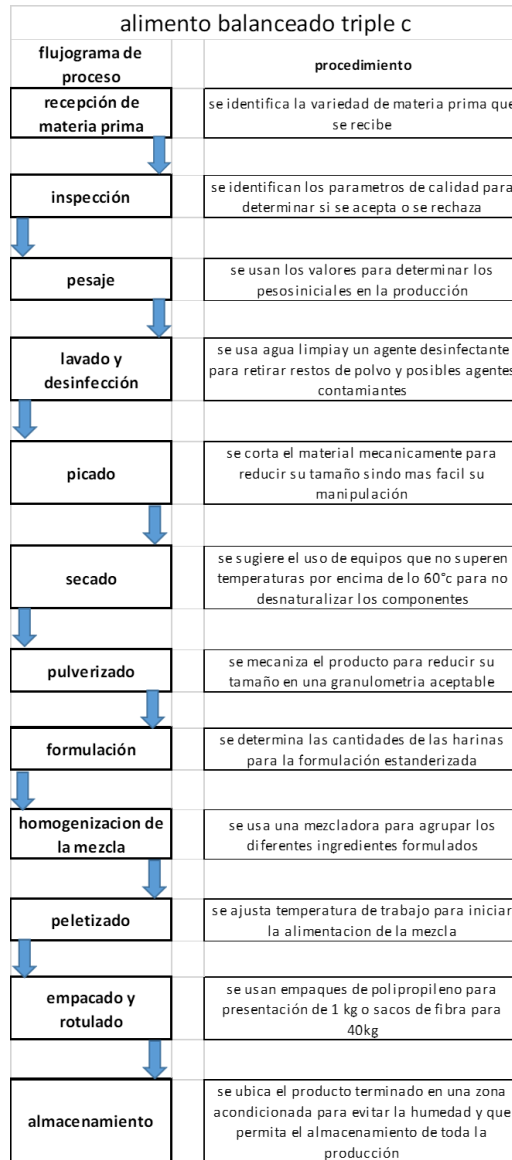 alimento balanceado triple c
flujograma de
proceso
procedimiento
recepción de
materia prima
se identifica la variedad de materia prima que
se recibe
inspección
se identifican los parametros de calidad para
determinar si se acepta o se rechaza
pesaje
se usan los valores para determinar los
pesosiniciales en la producción
lavado y
desinfección
se usa agua limpiay un agente desinfectante
para retirar restos de polvo y posibles agentes
contamiantes
picado
se corta el material mecanicamente para
reducir su tamaño sindo mas facil su
manipulación
secado
se sugiere el uso de equipos que no superen
temperaturas por encima de lo 60°c para no
desnaturalizar los componentes
pulverizado
se mecaniza el producto para reducir su
tamaño en una granulometria aceptable
formulación
se determina las cantidades de las harinas
para la formulación estanderizada
homogenizacion de
la mezcla
se usa una mezcladora para agrupar los
diferentes ingredientes formulados
peletizado
se ajusta temperatura de trabajo para iniciar
la alimentacion de la mezcla
empacado y
rotulado
se usan empaques de polipropileno para
presentación de 1 kg o sacos de fibra para
40kg
almacenamiento
se ubica el producto terminado en una zona
acondicionada para evitar la humedad y que
permita el almacenamiento de toda la
producción